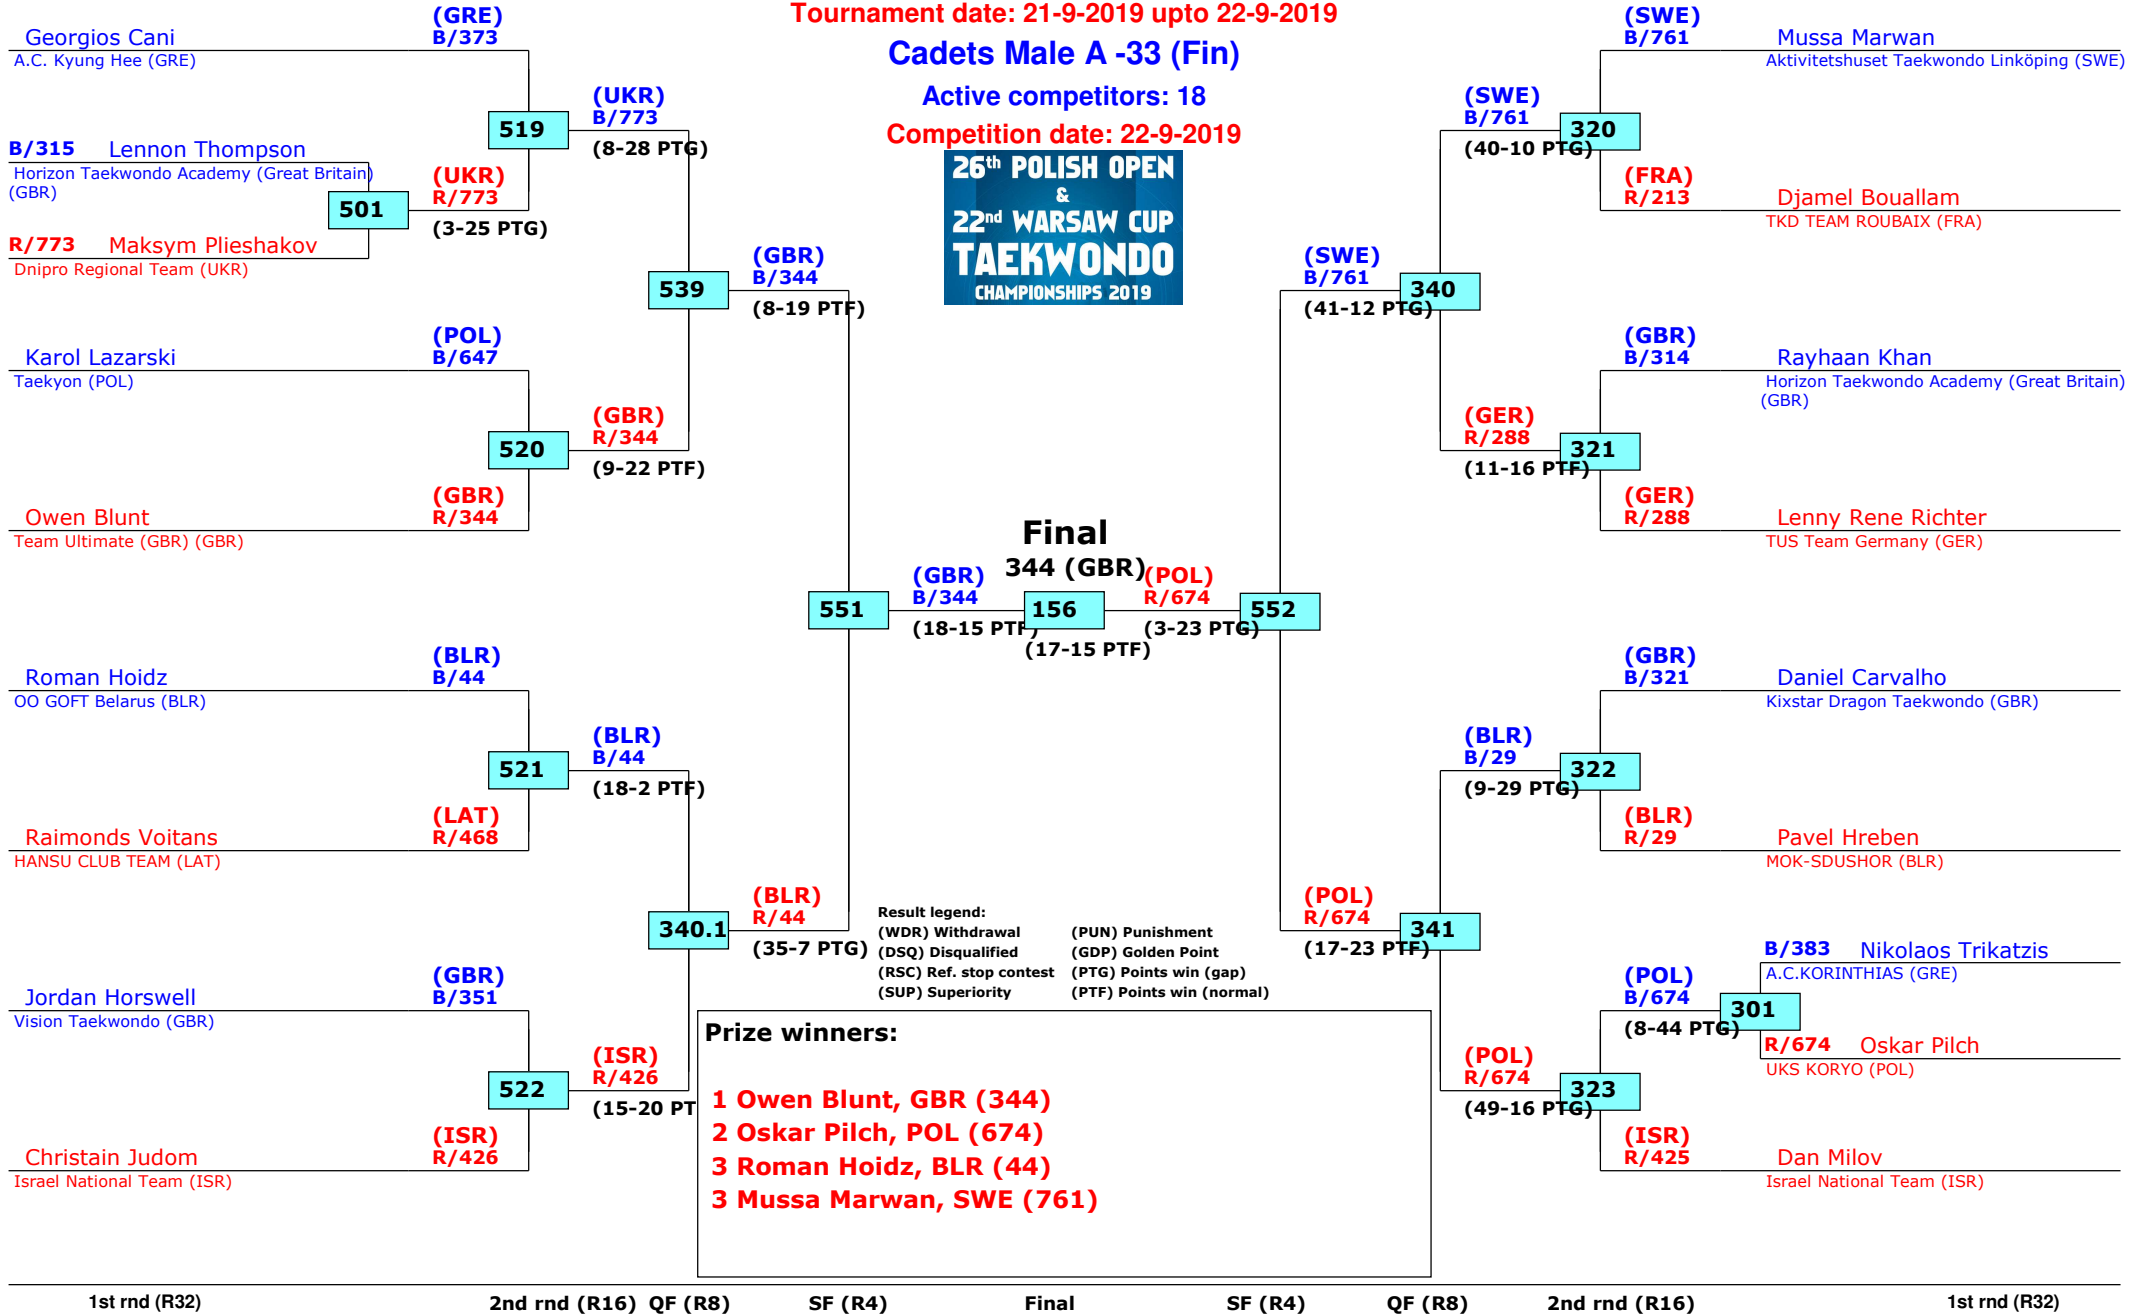 Tournament date: 21-9-2019 upto 22-9-2019
Cadets Male A -33 (Fin)
Active competitors: 18
Competition date: 22-9-2019
26th POLISH OPEN
&
22nd WARSAW CUP
TAEKWONDO
CHAMPIONSHIPS 2019
(GRE)
Georgios Cani B/373
A.C. Kyung Hee (GRE)
519
(UKR)
B/773
(8-28 PTG)
B/315 Lennon Thompson
Horizon Taekwondo Academy (Great Britain)
(GBR)
501
(UKR)
R/773
(3-25 PTG)
R/773 Maksym Plieshakov
Dnipro Regional Team (UKR)
539
(GBR)
B/344
(8-19 PTF)
(POL)
Karol Lazarski B/647
Taekyon (POL)
520
(GBR)
R/344
(9-22 PTF)
(GBR)
Owen Blunt R/344
Team Ultimate (GBR) (GBR)
551
(GBR)
B/344
(18-15 PTF)
(BLR)
Roman Hoidz B/44
OO GOFT Belarus (BLR)
521
(BLR)
B/44
(18-2 PTF)
(LAT)
Raimonds Voitans R/468
HANSU CLUB TEAM (LAT)
340.1
(BLR)
R/44
(35-7 PTG)
(GBR)
Jordan Horswell B/351
Vision Taekwondo (GBR)
522
(ISR)
R/426
(15-20 PT
(ISR)
Christain Judom R/426
Israel National Team (ISR)
Final
344 (GBR)
156
(17-15 PTF)
(POL)
R/674
(3-23 PTG)
552
(SWE)
B/761
(41-12 PTG)
340
(SWE)
B/761
(40-10 PTG)
320
(SWE)
B/761 Mussa Marwan
Aktivitetshuset Taekwondo Linköping (SWE)
(FRA)
R/213 Djamel Bouallam
TKD TEAM ROUBAIX (FRA)
(GER)
R/288
(11-16 PTF)
321
(GBR)
B/314 Rayhaan Khan
Horizon Taekwondo Academy (Great Britain)
(GBR)
(GER)
R/288 Lenny Rene Richter
TUS Team Germany (GER)
(POL)
R/674
(17-23 PTF)
341
(BLR)
B/29
(9-29 PTG)
322
(GBR)
B/321 Daniel Carvalho
Kixstar Dragon Taekwondo (GBR)
(BLR)
R/29 Pavel Hreben
MOK-SDUSHOR (BLR)
(POL)
R/674
(49-16 PTG)
323
(POL)
B/674
(8-44 PTG)
301
B/383 Nikolaos Trikatzis
A.C.KORINTHIAS (GRE)
R/674 Oskar Pilch
UKS KORYO (POL)
(ISR)
R/425 Dan Milov
Israel National Team (ISR)
Result legend:
(WDR) Withdrawal (PUN) Punishment
(DSQ) Disqualified (GDP) Golden Point
(RSC) Ref. stop contest (PTG) Points win (gap)
(SUP) Superiority (PTF) Points win (normal)
Prize winners:
1 Owen Blunt, GBR (344)
2 Oskar Pilch, POL (674)
3 Roman Hoidz, BLR (44)
3 Mussa Marwan, SWE (761)
1st rnd (R32) 2nd rnd (R16) QF (R8) SF (R4) Final SF (R4) QF (R8) 2nd rnd (R16) 1st rnd (R32)